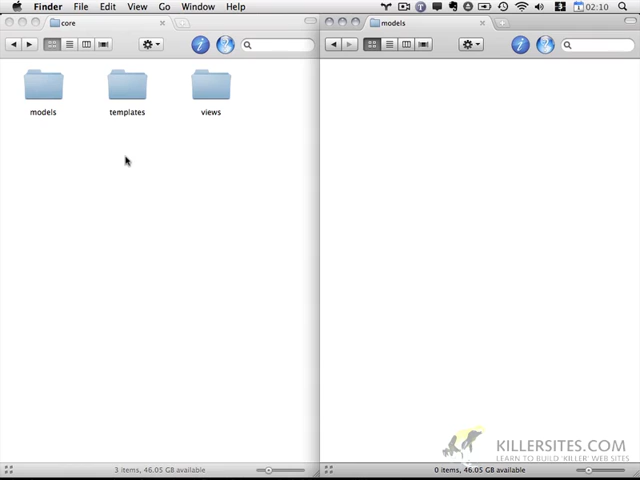 Finder File Edit View Go Window Help 02:10
core
models
models
templates
views
3 items, 46.05 GB available
0 items, 46.05 GB available
KILLERSITES.COM
LEARN TO BUILD 'KILLER' WEB SITES